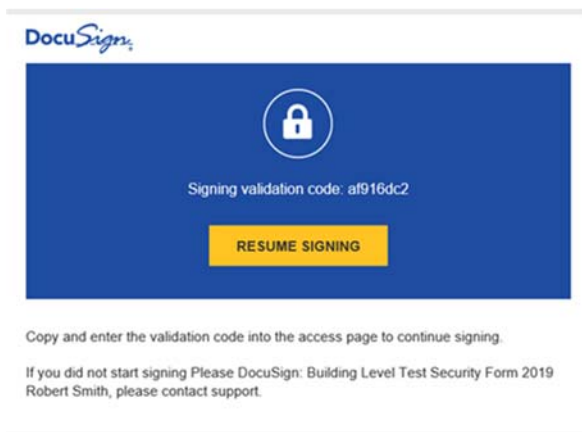 DocuSign
Signing validation code: af916dc2
RESUME SIGNING
Copy and enter the validation code into the access page to continue signing.
If you did not start signing Please DocuSign: Building Level Test Security Form 2019
Robert Smith, please contact support.